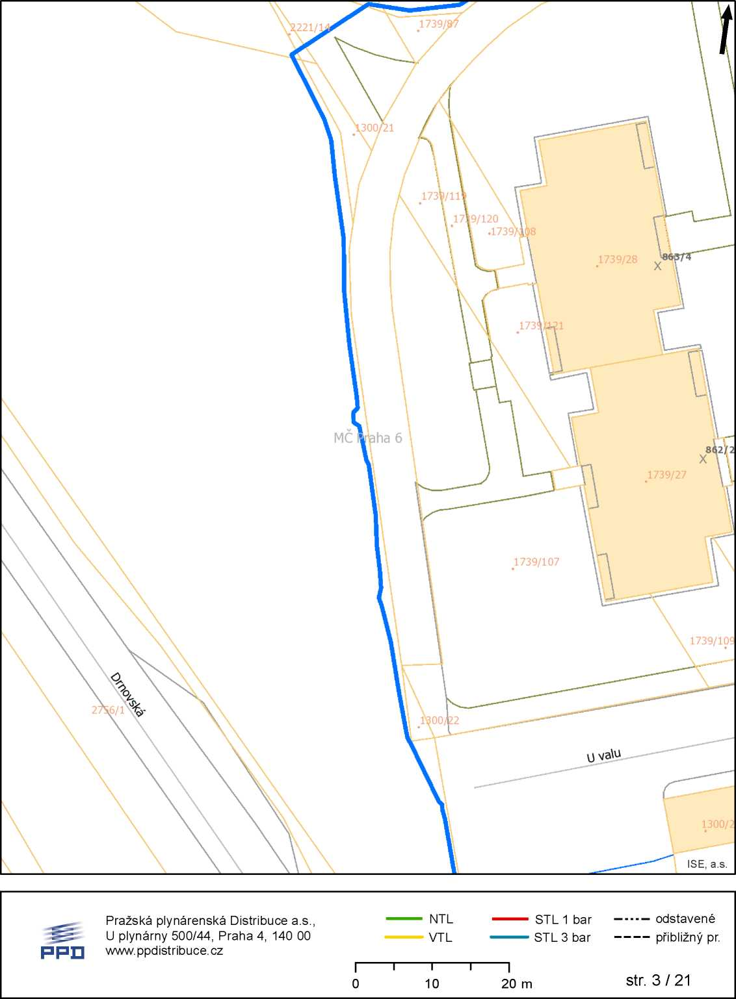 2221/14
1739/87
1300/21
1739/119
1739/120
1739/108
1739/28
863/4
1739/121
MČ Praha 6
862/2
1739/27
1739/107
1739/109
Drnovská
2756/1
1300/22
U valu
1300/2
ISE, a.s.
Pražská plynárenská Distribuce a.s.,
U plynárny 500/44, Praha 4, 140 00
www.ppdistribuce.cz
PPD
NTL
STL 1 bar
odstavené
VTL
STL 3 bar
přibližný pr.
0 10 20 m
str. 3 / 21